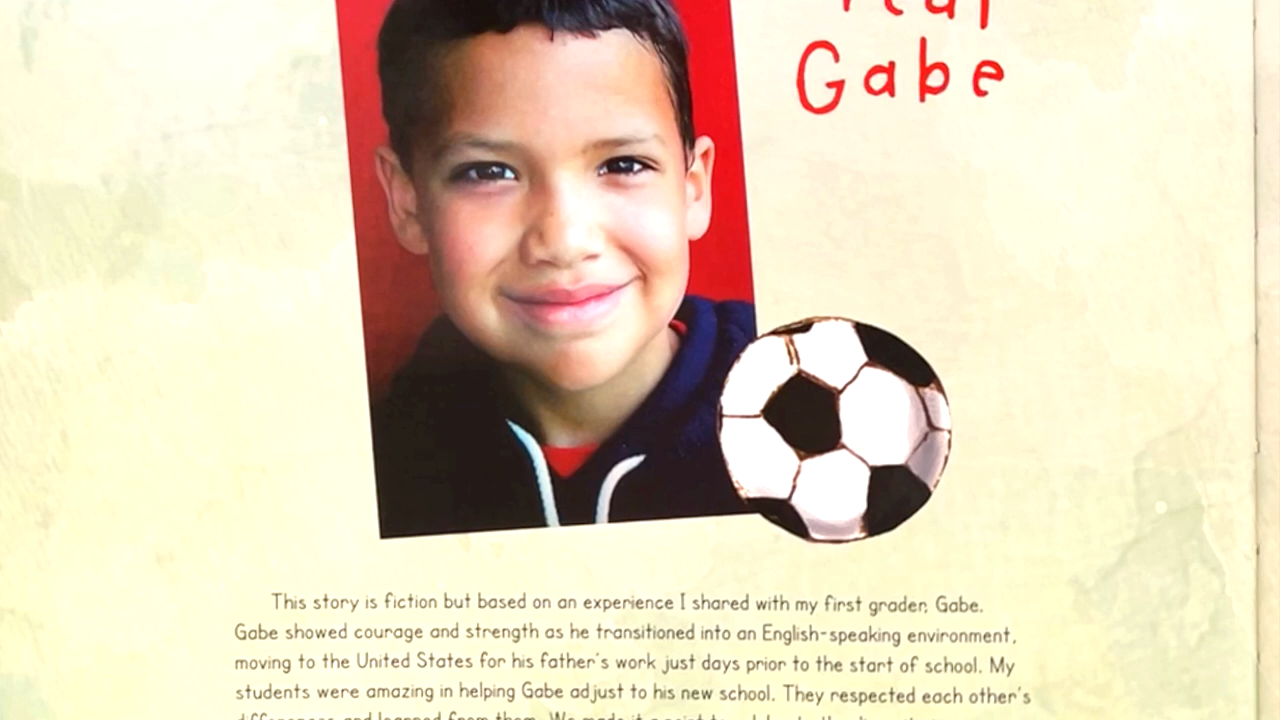 Gabe
This story is fiction but based on an experience I shared with my first grader, Gabe.
Gabe showed courage and strength as he transitioned into an English-speaking environment,
moving to the United States for his father's work just days prior to the start of school. My
students were amazing in helping Gabe adjust to his new school. They respected each other's